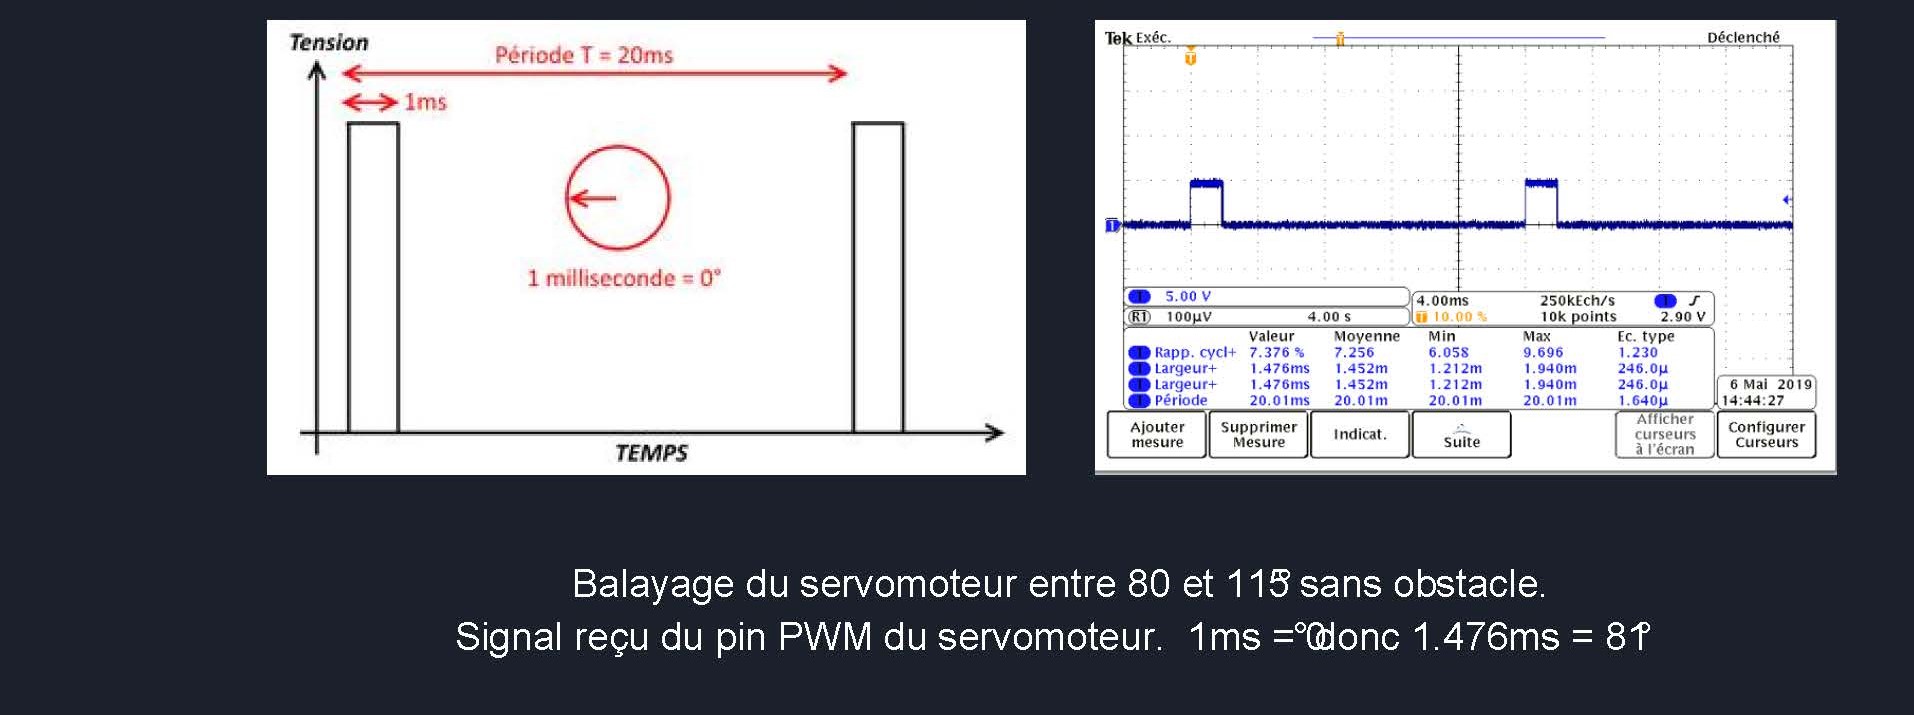 Tension
Période T = 20ms
1ms
1 milliseconde = 0°
TEMPS
Tek Exéc.
Déclenché
5.00 V
R1 100µV 4.00 s
4.00ms 250kEch/s
10.00 % 10k points 2.90 V
Valeur Moyenne Min Max Ec. type
Rapp. cycl+ 7.376 % 7.256 6.058 9.696 1.230
Largeur+ 1.476ms 1.452m 1.212m 1.940m 246.0µ
Largeur+ 1.476ms 1.452m 1.212m 1.940m 246.0µ
Période 20.01ms 20.01m 20.01m 20.01m 1.640µ
6 Mai 2019
14:44:27
Ajouter mesure
Supprimer Mesure
Indicat.
Suite
Afficher curseurs à l'écran
Configurer Curseurs
Balayage du servomoteur entre 80 et 115° sans obstacle.
Signal reçu du pin PWM du servomoteur. 1ms = 0° donc 1.476ms = 81°